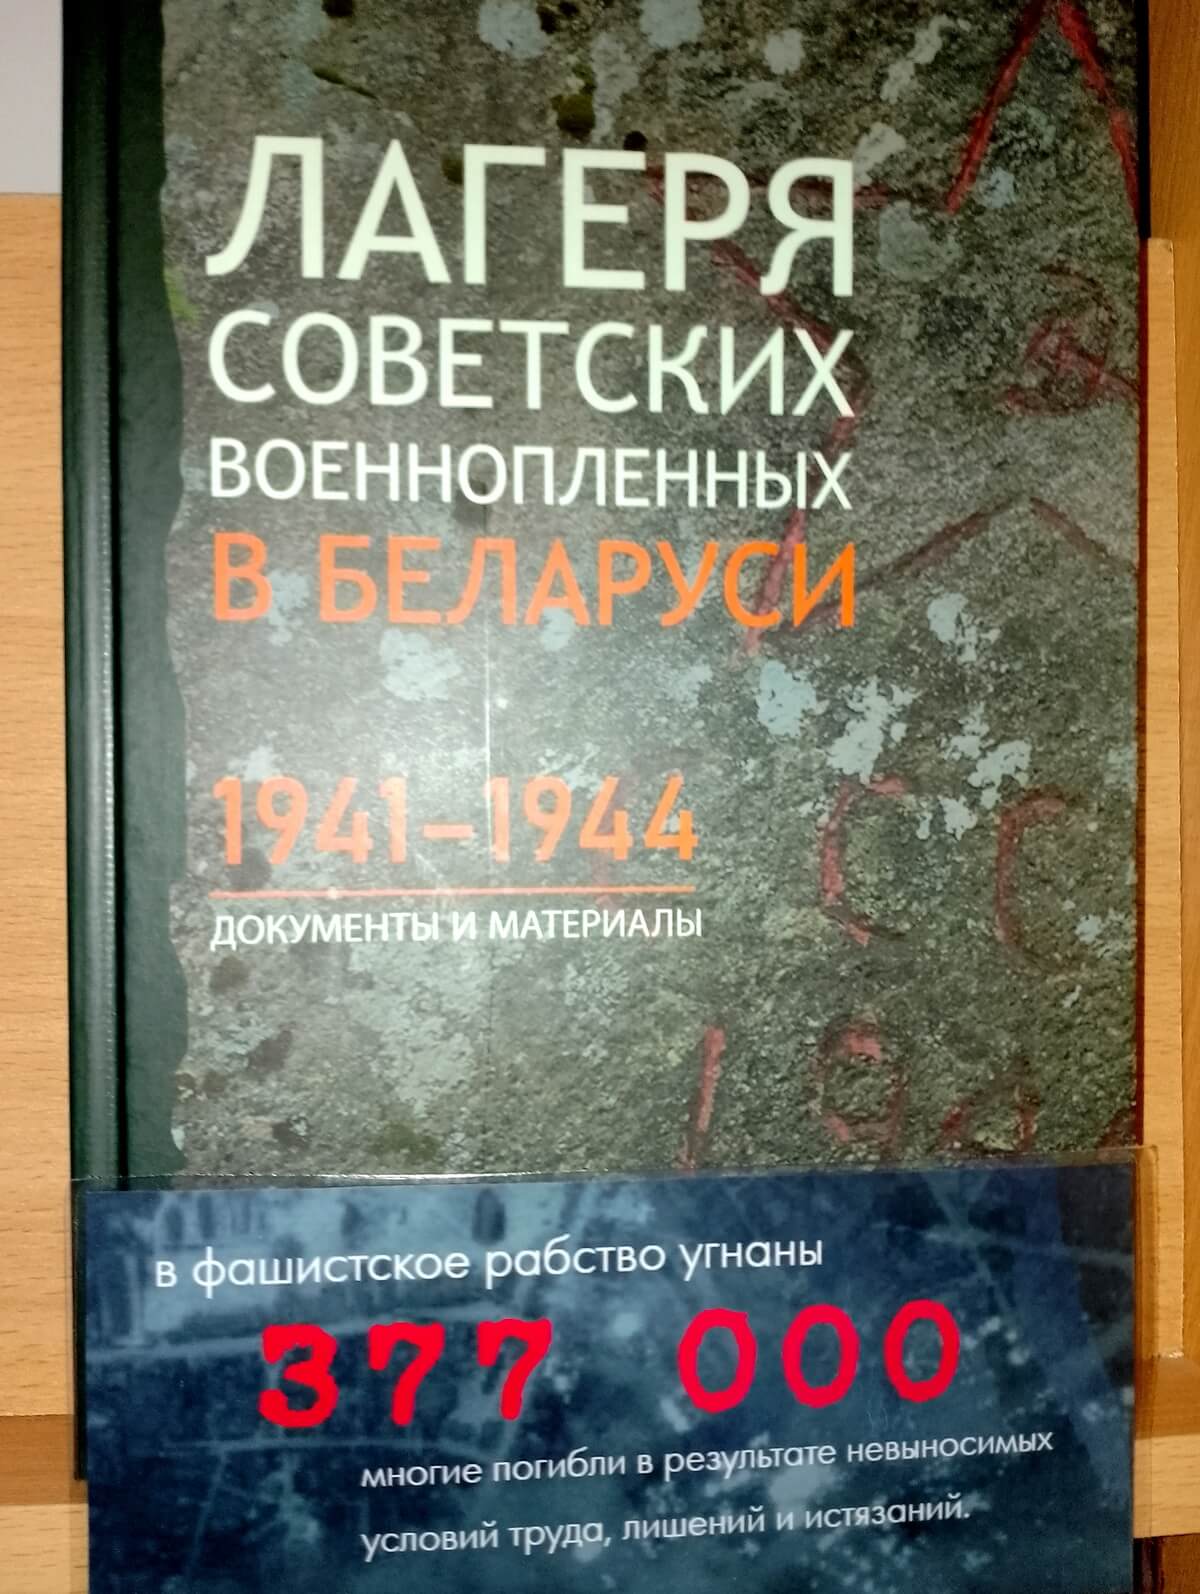 ЛАГЕРЯ
СОВЕТСКИХ
ВОЕННОПЛЕННЫХ
В БЕЛАРУСИ
1941–1944
ДОКУМЕНТЫ И МАТЕРИАЛЫ
СС
в фашистское рабство угнаны
377 000
многие погибли в результате невыносимых
условий труда, лишений и истязаний.